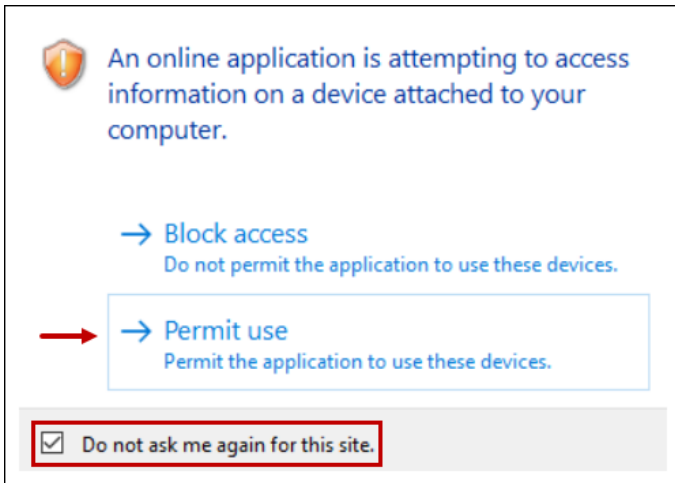 An online application is attempting to access
information on a device attached to your
computer.
Block access
Do not permit the application to use these devices.
Permit use
Permit the application to use these devices.
Do not ask me again for this site.